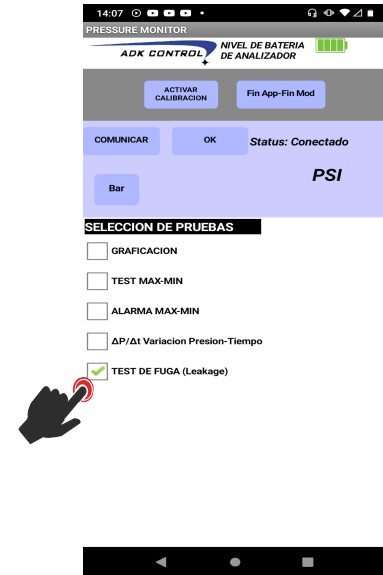 14:07
PRESSURE MONITOR
ADK CONTROL
NIVEL DE BATERIA
DE ANALIZADOR
ACTIVAR
CALIBRACION
Fin App-Fin Mod
COMUNICAR
OK
Status: Conectado
Bar
PSI
SELECCION DE PRUEBAS
GRAFICACION
TEST MAX-MIN
ALARMA MAX-MIN
ΔP/Δt Variacion Presion-Tiempo
TEST DE FUGA (Leakage)